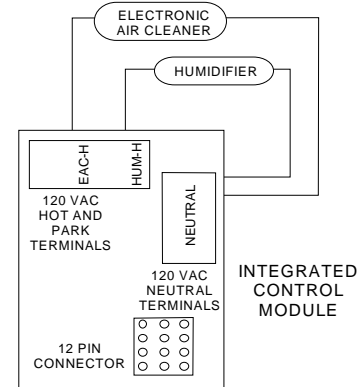 ELECTRONIC
AIR CLEANER
HUMIDIFIER
EAC-H
HUM-H
120 VAC
HOT AND
PARK
TERMINALS
NEUTRAL
120 VAC
NEUTRAL
TERMINALS
INTEGRATED
CONTROL
MODULE
12 PIN
CONNECTOR